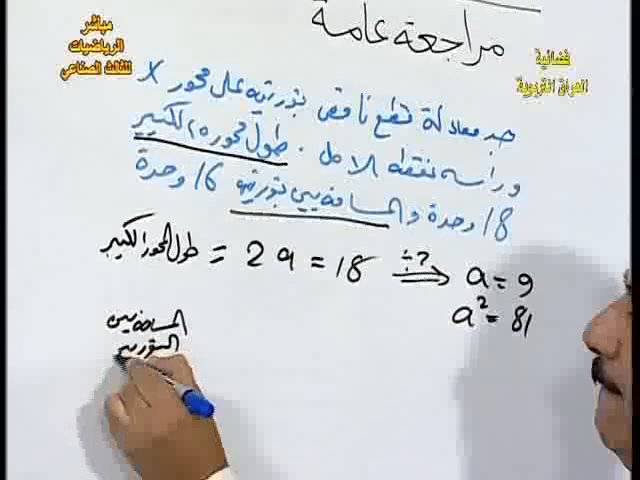 مباشر
الرياضيات
للثالث الصناعي
فضائية
العراق التربوية
مراجعة عامة
جد معادلة قطع ناقص بؤرتيه على محور X
ورأسه نقطة الاصل . طول محوره الكبير
18 وحدة والمسافة بين بؤرتيه 16 وحدة
طول المحور الكبير = 2a = 18 ÷2 ⟹ a = 9
a² = 81
المسافة بين
البؤرتين